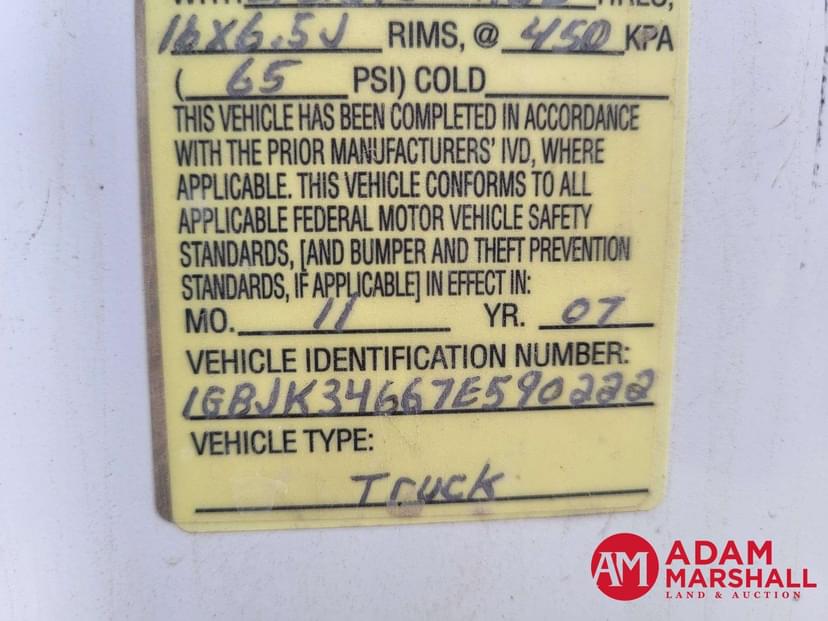 16X6.5J RIMS, @ 450 KPA
( 65 PSI) COLD
THIS VEHICLE HAS BEEN COMPLETED IN ACCORDANCE
WITH THE PRIOR MANUFACTURERS' IVD, WHERE
APPLICABLE. THIS VEHICLE CONFORMS TO ALL
APPLICABLE FEDERAL MOTOR VEHICLE SAFETY
STANDARDS, [AND BUMPER AND THEFT PREVENTION
STANDARDS, IF APPLICABLE] IN EFFECT IN:
MO. 11 YR. 07
VEHICLE IDENTIFICATION NUMBER:
1GBJK34667E590222
VEHICLE TYPE:
Truck
AM ADAM
MARSHALL
LAND & AUCTION